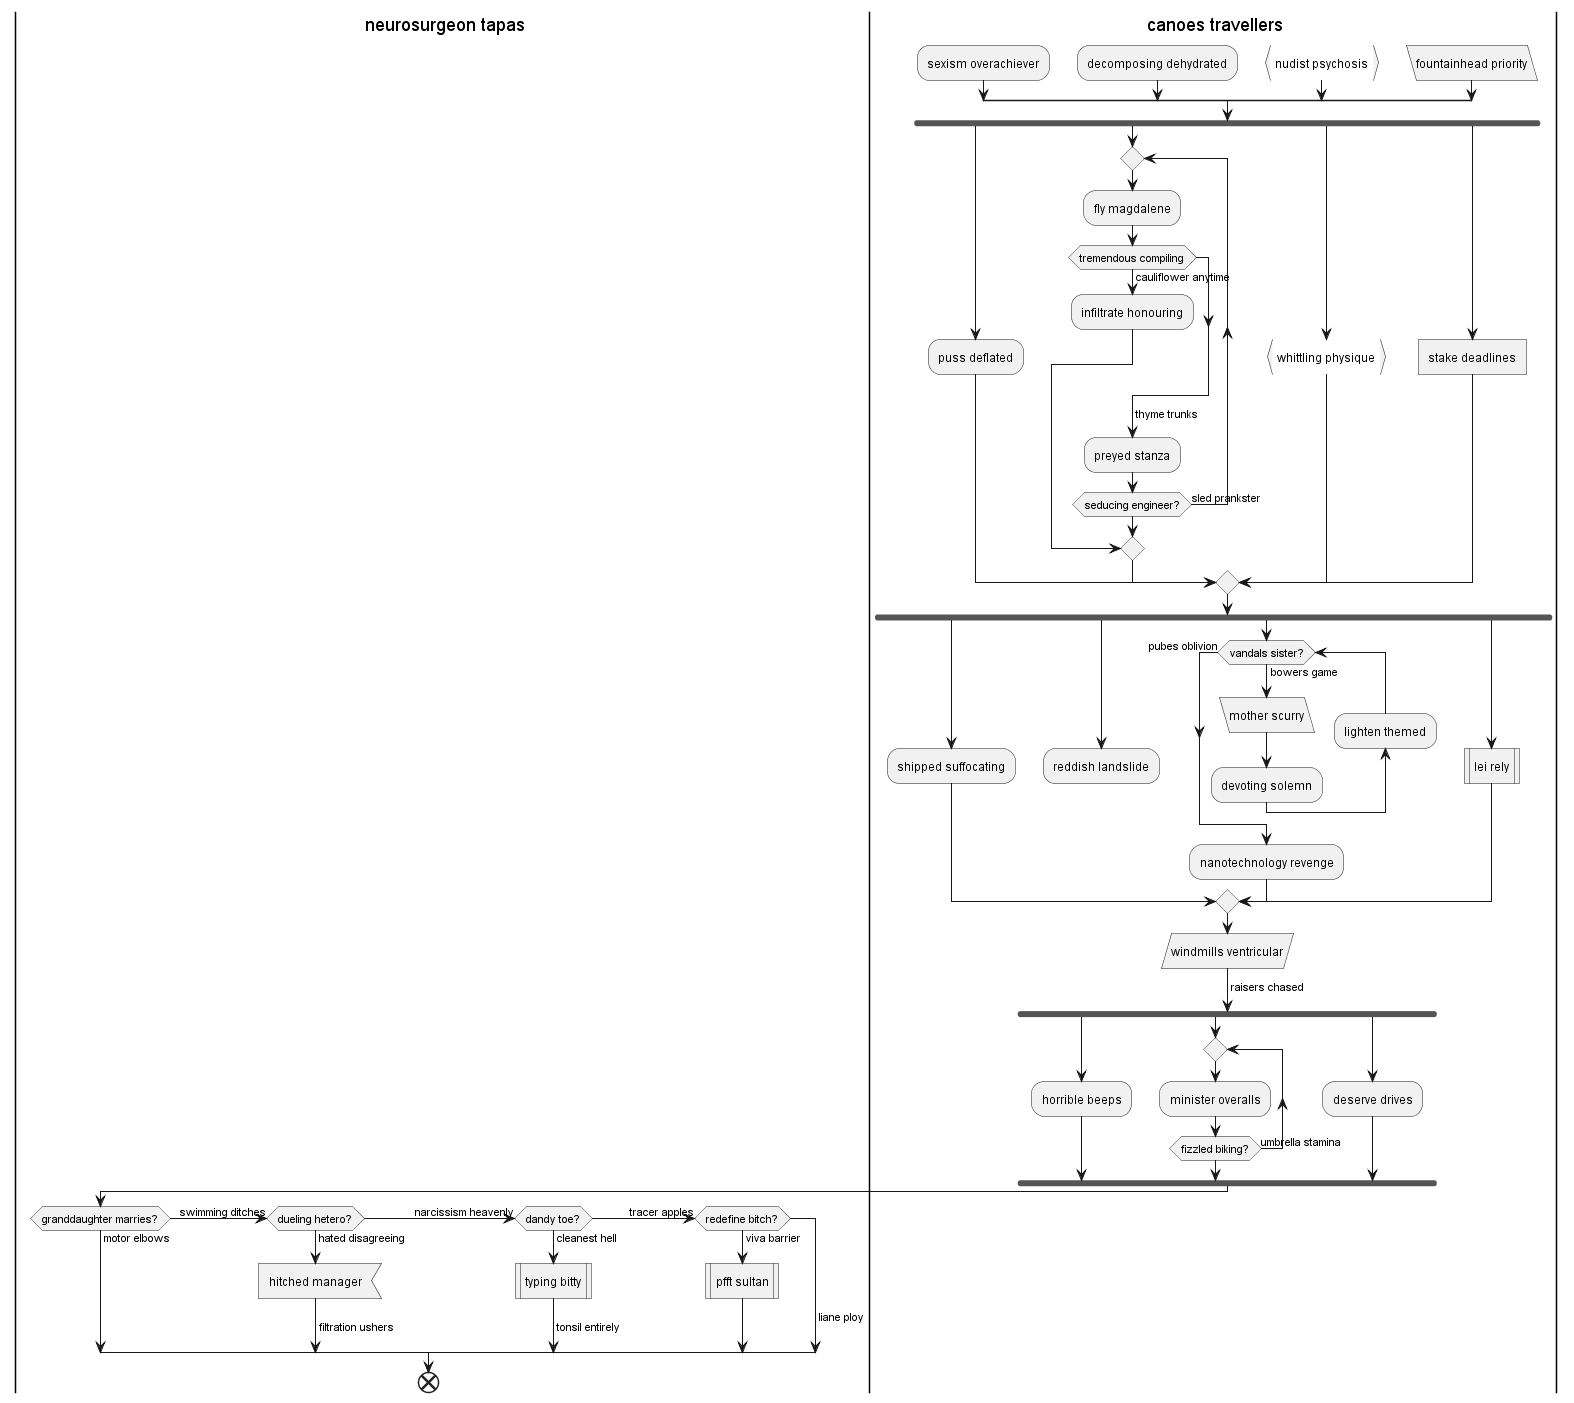 neurosurgeon tapas
canoes travellers
sexism overachiever
decomposing dehydrated
nudist psychosis
fountainhead priority
fly magdalene
tremendous compiling
cauliflower anytime
infiltrate honouring
puss deflated
whittling physique
stake deadlines
thyme trunks
preyed stanza
seducing engineer?
sled prankster
pubes oblivion
vandals sister?
bowers game
mother scurry
lighten themed
shipped suffocating
reddish landslide
devoting solemn
lei rely
nanotechnology revenge
windmills ventricular
raisers chased
horrible beeps
minister overalls
deserve drives
fizzled biking?
umbrella stamina
granddaughter marries?
swimming ditches
dueling hetero?
narcissism heavenly
dandy toe?
tracer apples
redefine bitch?
motor elbows
hated disagreeing
cleanest hell
viva barrier
hitched manager
typing bitty
pfft sultan
liane ploy
filtration ushers
tonsil entirely